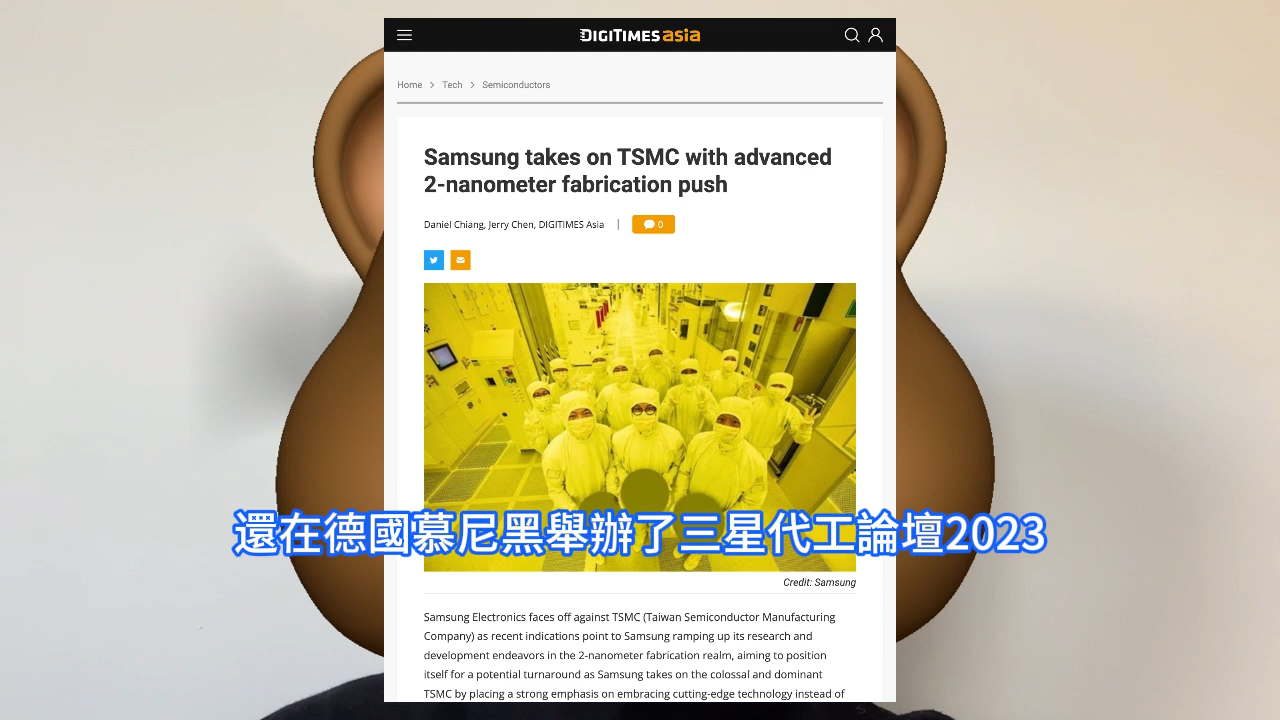 DIGITIMES asia
Home > Tech > Semiconductors
Samsung takes on TSMC with advanced
2-nanometer fabrication push
Daniel Chiang, Jerry Chen, DIGITIMES Asia | 0
還在德國慕尼黑舉辦了三星代工論壇2023
Credit: Samsung
Samsung Electronics faces off against TSMC (Taiwan Semiconductor Manufacturing
Company) as recent indications point to Samsung ramping up its research and
development endeavors in the 2-nanometer fabrication realm, aiming to position
itself for a potential turnaround as Samsung takes on the colossal and dominant
TSMC by placing a strong emphasis on embracing cutting-edge technology instead of